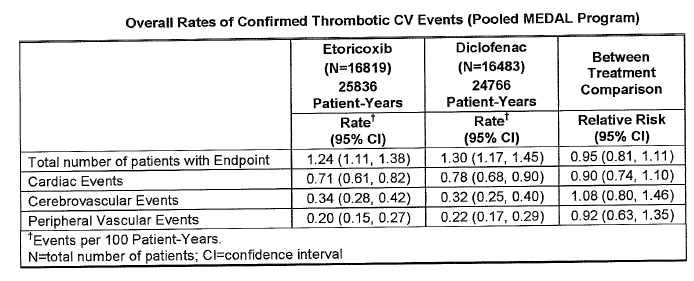 Overall Rates of Confirmed Thrombotic CV Events (Pooled MEDAL Program)
Etoricoxib (N=16819) 25836 Patient-Years
Diclofenac (N=16483) 24766 Patient-Years
Between Treatment Comparison
Rate† (95% CI)
Rate† (95% CI)
Relative Risk (95% CI)
Total number of patients with Endpoint 1.24 (1.11, 1.38) 1.30 (1.17, 1.45) 0.95 (0.81, 1.11)
Cardiac Events 0.71 (0.61, 0.82) 0.78 (0.68, 0.90) 0.90 (0.74, 1.10)
Cerebrovascular Events 0.34 (0.28, 0.42) 0.32 (0.25, 0.40) 1.08 (0.80, 1.46)
Peripheral Vascular Events 0.20 (0.15, 0.27) 0.22 (0.17, 0.29) 0.92 (0.63, 1.35)
†Events per 100 Patient-Years.
N=total number of patients; CI=confidence interval